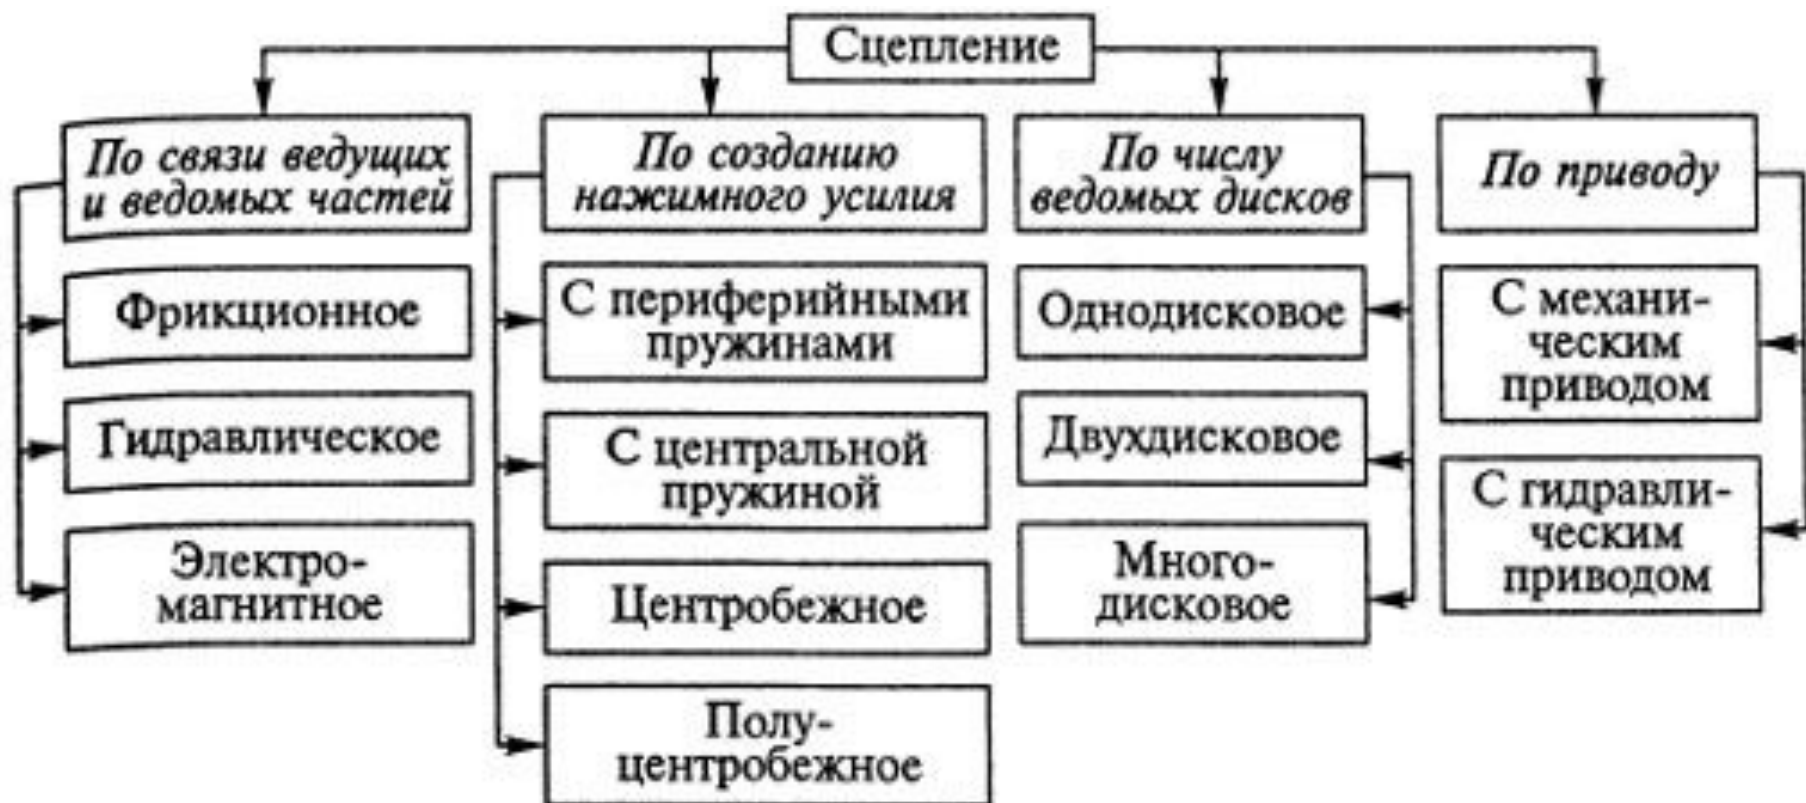 Сцепление
По связи ведущих
и ведомых частей
Фрикционное
Гидравлическое
Электро-
магнитное
По созданию
нажимного усилия
С периферийными
пружинами
С центральной
пружиной
Центробежное
Полу-
центробежное
По числу
ведомых дисков
Однодисковое
Двухдисковое
Много-
дисковое
По приводу
С механи-
ческим
приводом
С гидравли-
ческим
приводом